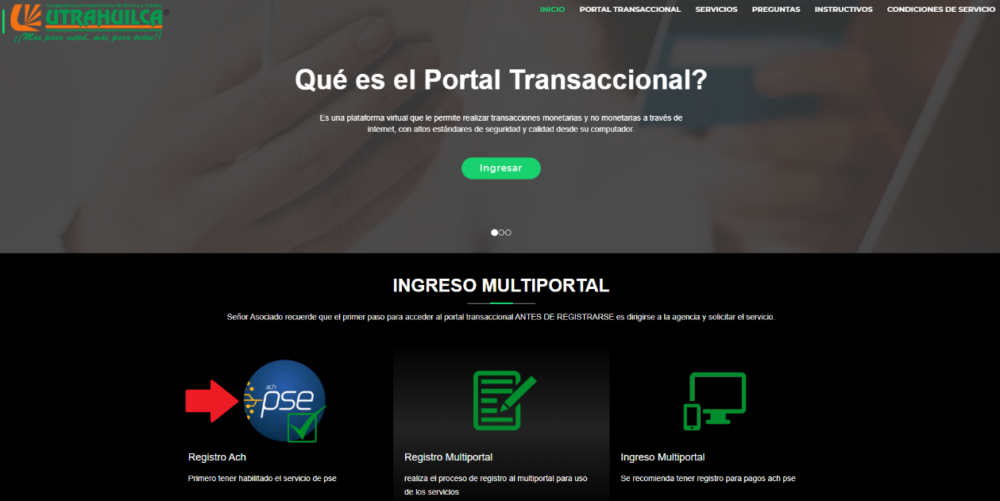 Cooperativa Latinoamericana de Ahorro y Crédito
UTRAHUILCA®
¡¡Más para usted, más para todos!!
INICIO PORTAL TRANSACCIONAL SERVICIOS PREGUNTAS INSTRUCTIVOS CONDICIONES DE SERVICIO
Qué es el Portal Transaccional?
Es una plataforma virtual que le permite realizar transacciones monetarias y no monetarias a través de
internet, con altos estándares de seguridad y calidad desde su computador.
Ingresar
INGRESO MULTIPORTAL
Señor Asociado recuerde que el primer paso para acceder al portal transaccional ANTES DE REGISTRARSE es dirigirse a la agencia y solicitar el servicio.
ach
pse
Registro Ach
Primero tener habilitado el servicio de pse
Registro Multiportal
realiza el proceso de registro al multiportal para uso
de los servicios
Ingreso Multiportal
Se recomienda tener registro para pagos ach pse